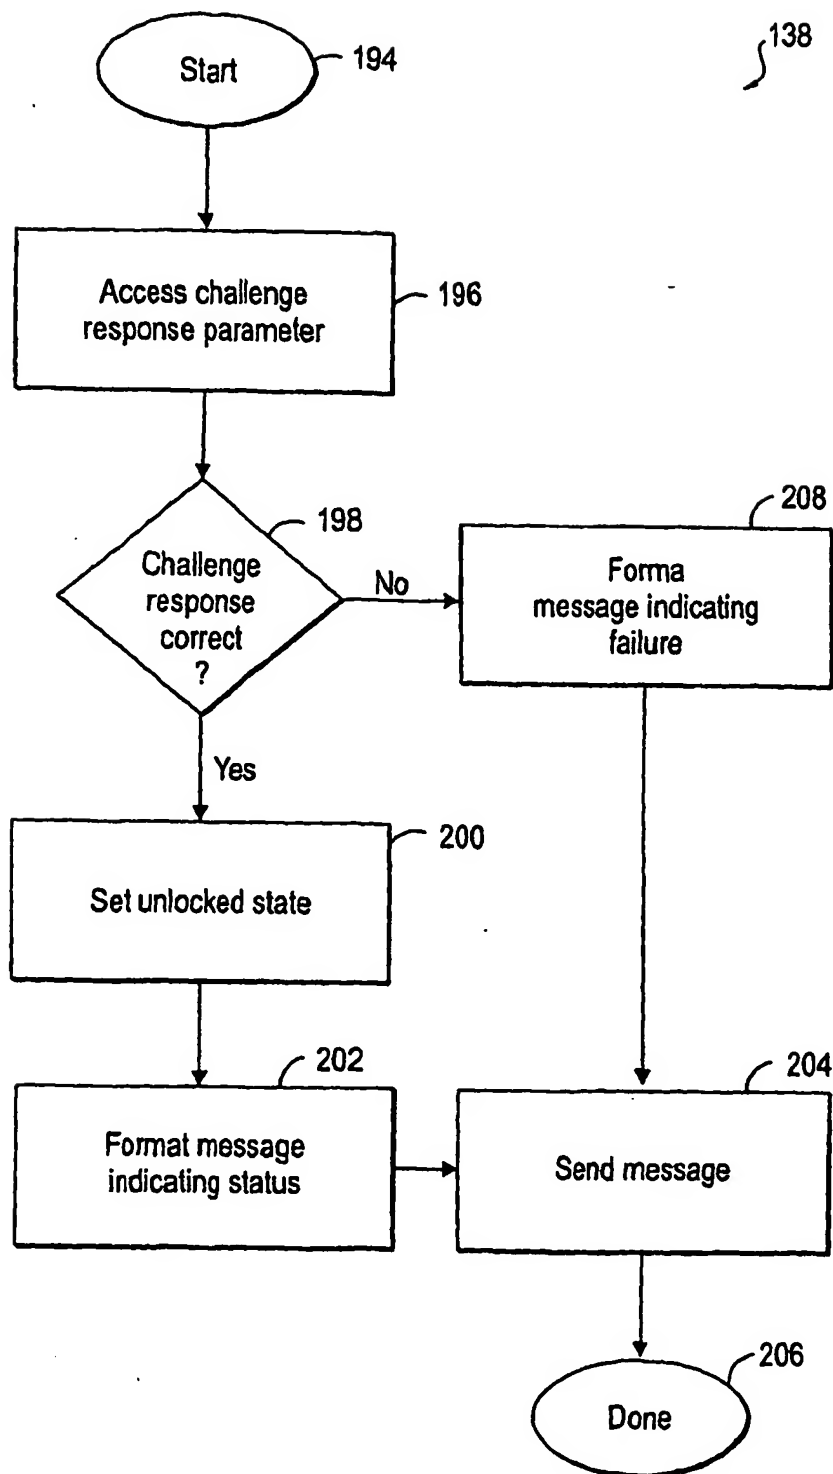 138
Start
194
Access challenge
response parameter
196
Challenge
response
correct
?
198
No
Forma
message indicating
failure
208
Yes
Set unlocked state
200
Format message
indicating status
202
Send message
204
Done
206